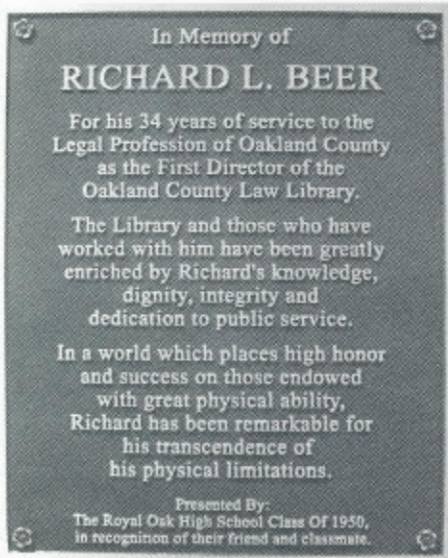 In Memory of
RICHARD L. BEER
For his 34 years of service to the
Legal Profession of Oakland County
as the First Director of the
Oakland County Law Library.
The Library and those who have
worked with him have been greatly
enriched by Richard's knowledge,
dignity, integrity and
dedication to public service.
In a world which places high honor
and success on those endowed
with great physical ability,
Richard has been remarkable for
his transcendence of
his physical limitations.
Presented By:
The Royal Oak High School Class Of 1950,
in recognition of their friend and classmate.